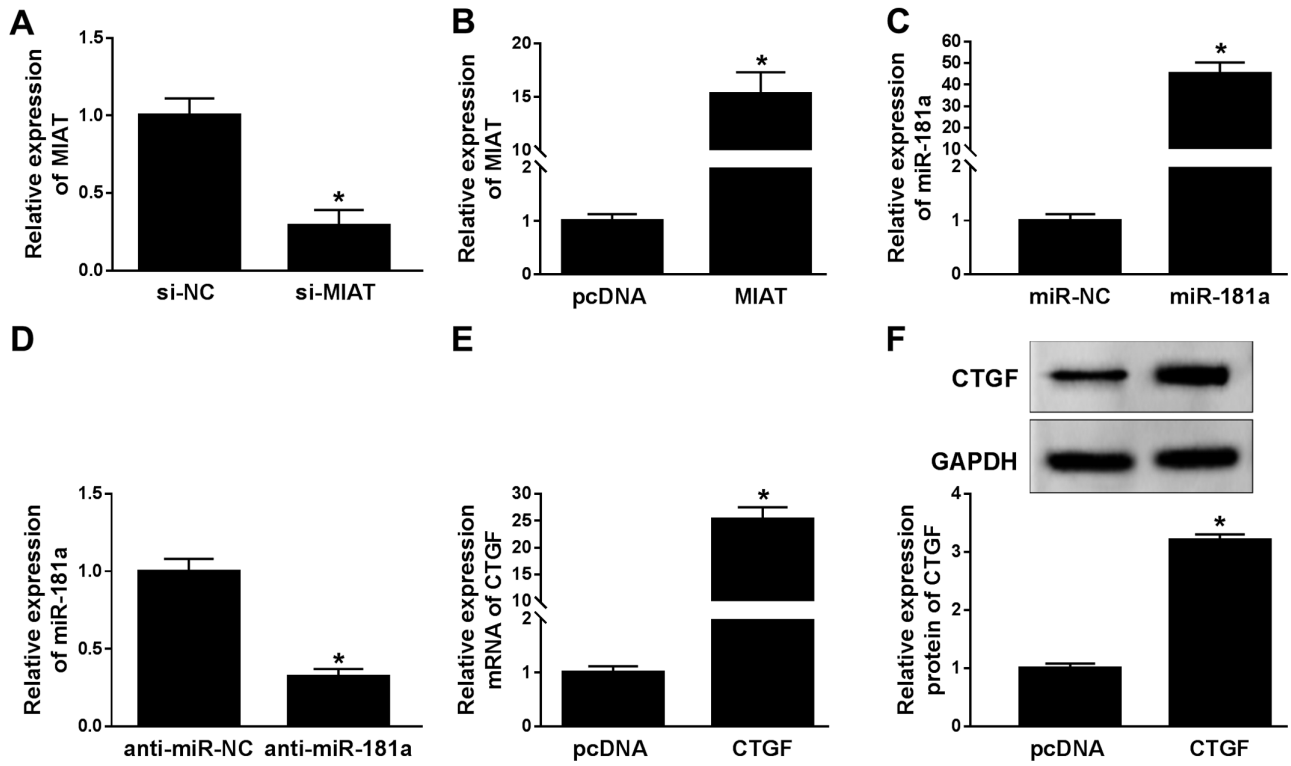 A
Relative expression
of MIAT
1.5
1.0
0.5
0.0
*
si-NC
si-MIAT
B
Relative expression
of MIAT
20
15
10
2
1
0
*
pcDNA
MIAT
C
Relative expression
of miR-181a
60
50
40
30
20
10
2
1
0
*
miR-NC
miR-181a
D
Relative expression
of miR-181a
1.5
1.0
0.5
0.0
*
anti-miR-NC
anti-miR-181a
E
Relative expression
mRNA of CTGF
30
25
20
15
10
2
1
0
*
pcDNA
CTGF
F
CTGF
GAPDH
Relative expression
protein of CTGF
4
3
2
1
0
*
pcDNA
CTGF